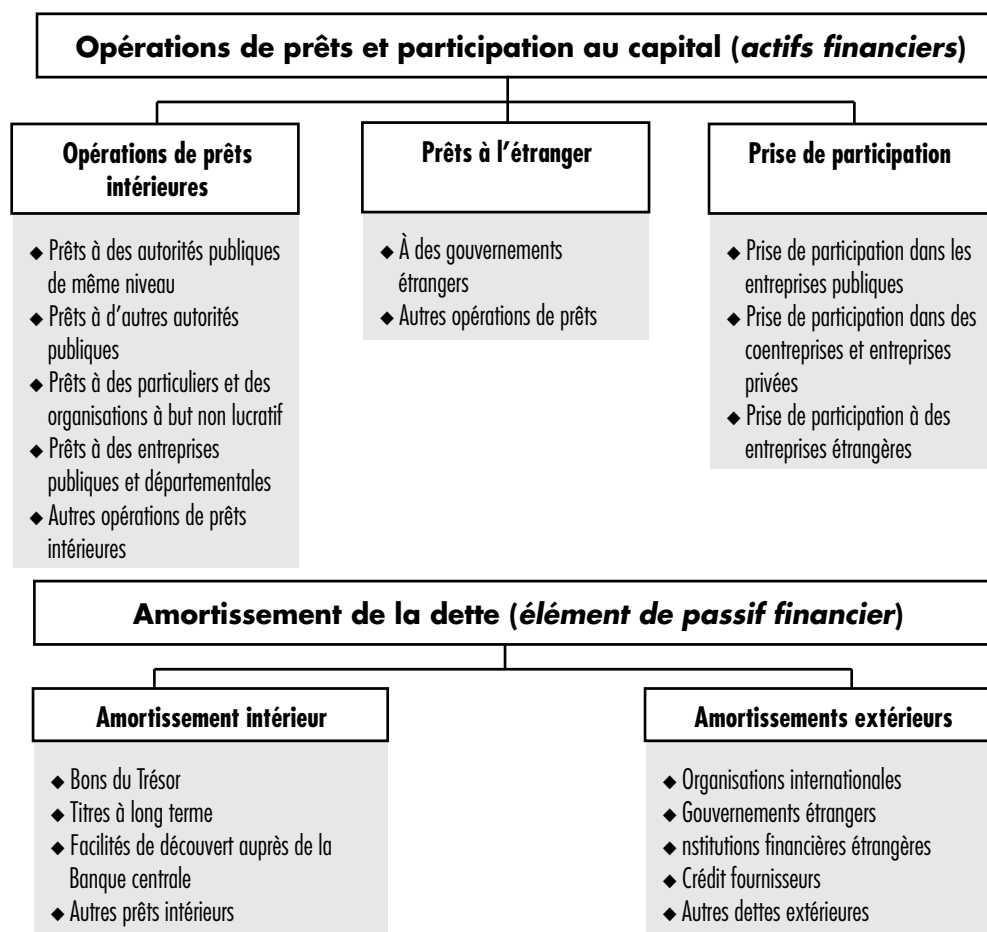 Opérations de prêts et participation au capital (actifs financiers)
Opérations de prêts
intérieures
◆ Prêts à des autorités publiques
de même niveau
◆ Prêts à d'autres autorités
publiques
◆ Prêts à des particuliers et des
organisations à but non lucratif
◆ Prêts à des entreprises
publiques et départementales
◆ Autres opérations de prêts
intérieures
Prêts à l'étranger
◆ À des gouvernements
étrangers
◆ Autres opérations de prêts
Prise de participation
◆ Prise de participation dans les
entreprises publiques
◆ Prise de participation dans des
coentreprises et entreprises
privées
◆ Prise de participation à des
entreprises étrangères
Amortissement de la dette (élément de passif financier)
Amortissement intérieur
◆ Bons du Trésor
◆ Titres à long terme
◆ Facilités de découvert auprès de la
Banque centrale
◆ Autres prêts intérieurs
Amortissements extérieurs
◆ Organisations internationales
◆ Gouvernements étrangers
◆ nstitutions financières étrangères
◆ Crédit fournisseurs
◆ Autres dettes extérieures